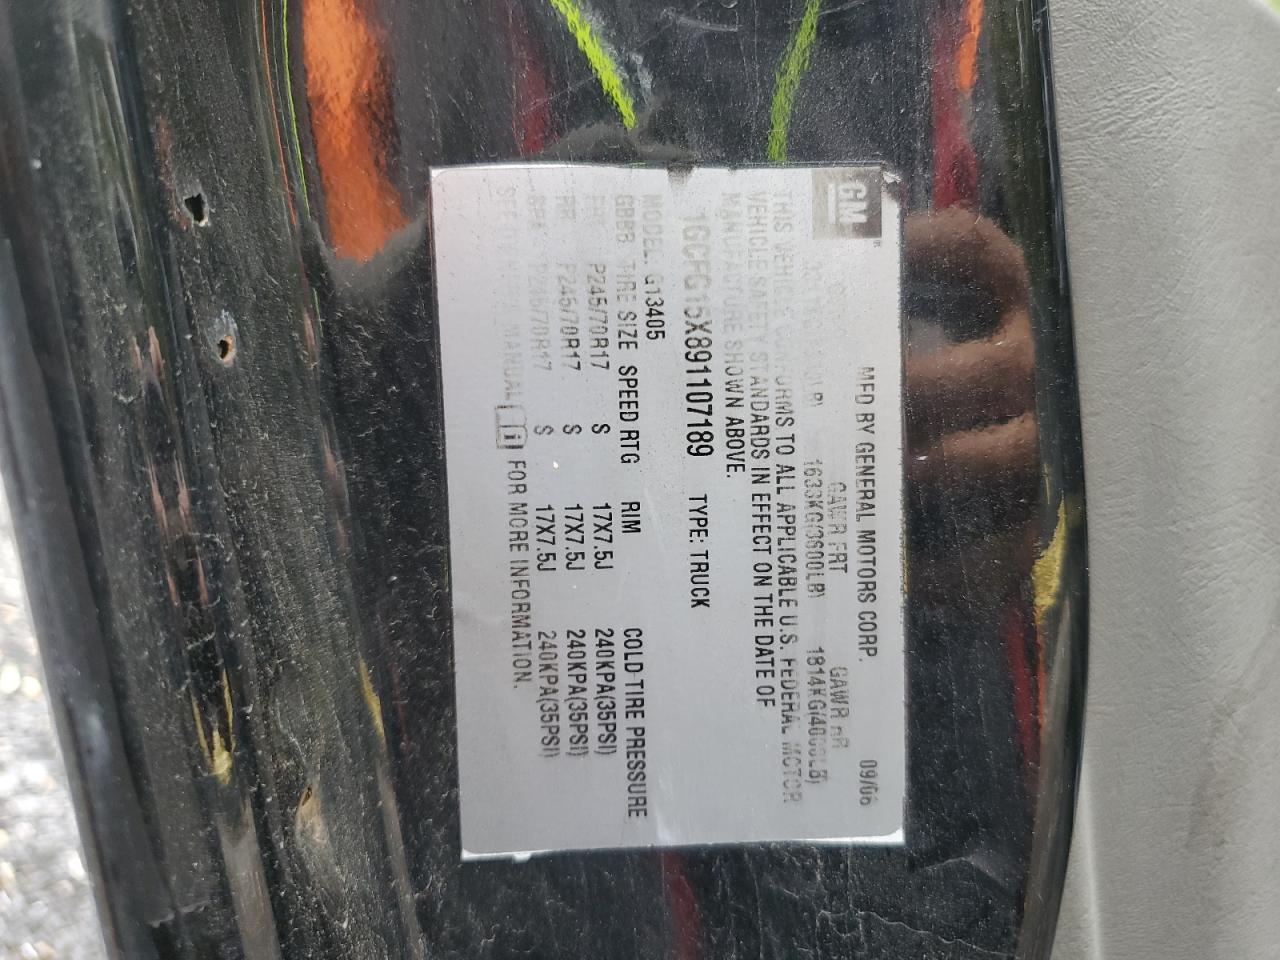 GM
MFD BY GENERAL MOTORS CORP. 09/06
GAWR FRT GAWR RR
1633KG(3600LB) 1814KG(4000LB)
THIS VEHICLE CONFORMS TO ALL APPLICABLE U.S. FEDERAL MOTOR
VEHICLE SAFETY STANDARDS IN EFFECT ON THE DATE OF
MANUFACTURE SHOWN ABOVE.
1GCFG15X891107189 TYPE: TRUCK
MODEL: G13405
TIRE SIZE SPEED RTG RIM COLD TIRE PRESSURE
FRT P245/70R17 S 17X7.5J 240KPA(35PSI)
RR P245/70R17 S 17X7.5J 240KPA(35PSI)
P245/70R17 S 17X7.5J 240KPA(35PSI)
SEE MANUAL i FOR MORE INFORMATION.